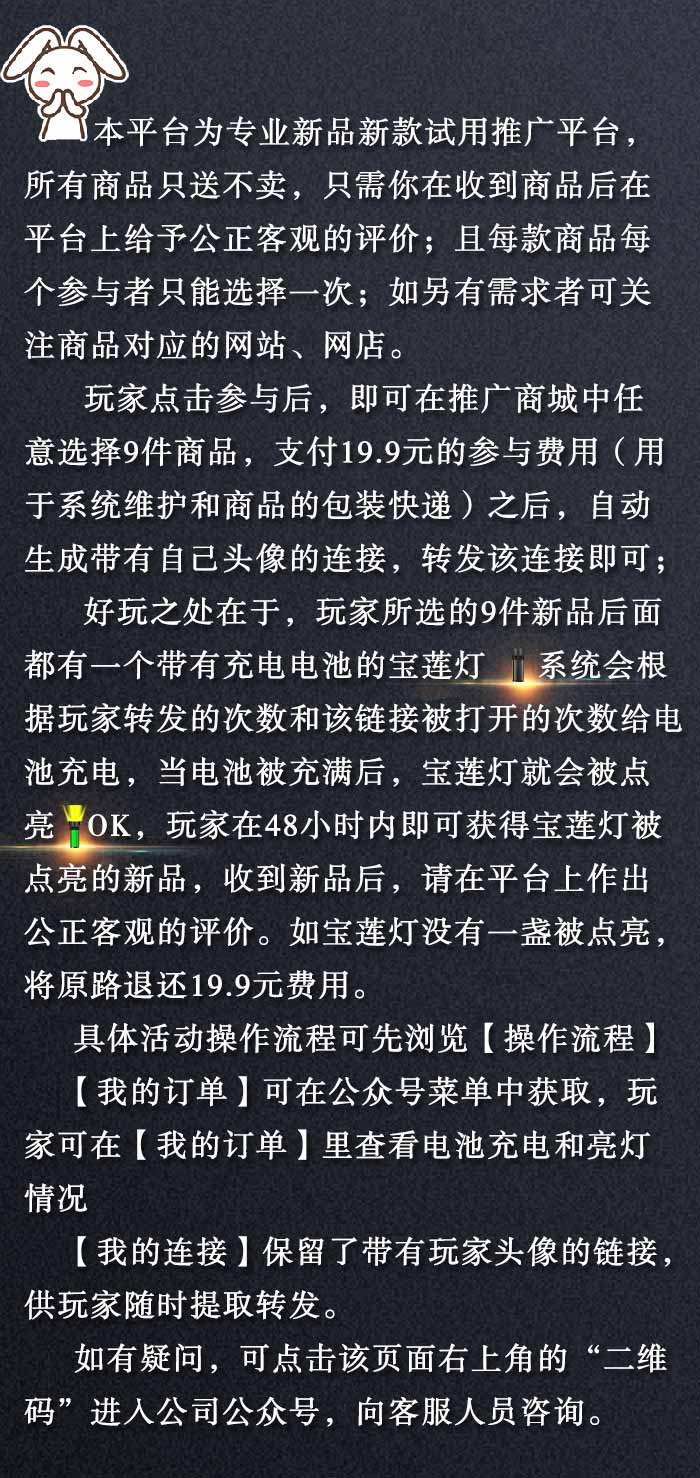 本平台为专业新品新款试用推广平台，
所有商品只送不卖，只需你在收到商品后在
平台上给予公正客观的评价；且每款商品每
个参与者只能选择一次；如另有需求者可关
注商品对应的网站、网店。
玩家点击参与后，即可在推广商城中任
意选择9件商品，支付19.9元的参与费用（用
于系统维护和商品的包装快递）之后，自动
生成带有自己头像的连接，转发该连接即可；
好玩之处在于，玩家所选的9件新品后面
都有一个带有充电电池的宝莲灯 系统会根
据玩家转发的次数和该链接被打开的次数给电
池充电，当电池被充满后，宝莲灯就会被点
亮 OK，玩家在48小时内即可获得宝莲灯被
点亮的新品，收到新品后，请在平台上作出
公正客观的评价。如宝莲灯没有一盏被点亮，
将原路退还19.9元费用。
具体活动操作流程可先浏览【操作流程】
【我的订单】可在公众号菜单中获取，玩
家可在【我的订单】里查看电池充电和亮灯
情况
【我的连接】保留了带有玩家头像的链接，
供玩家随时提取转发。
如有疑问，可点击该页面右上角的“二维
码”进入公司公众号，向客服人员咨询。